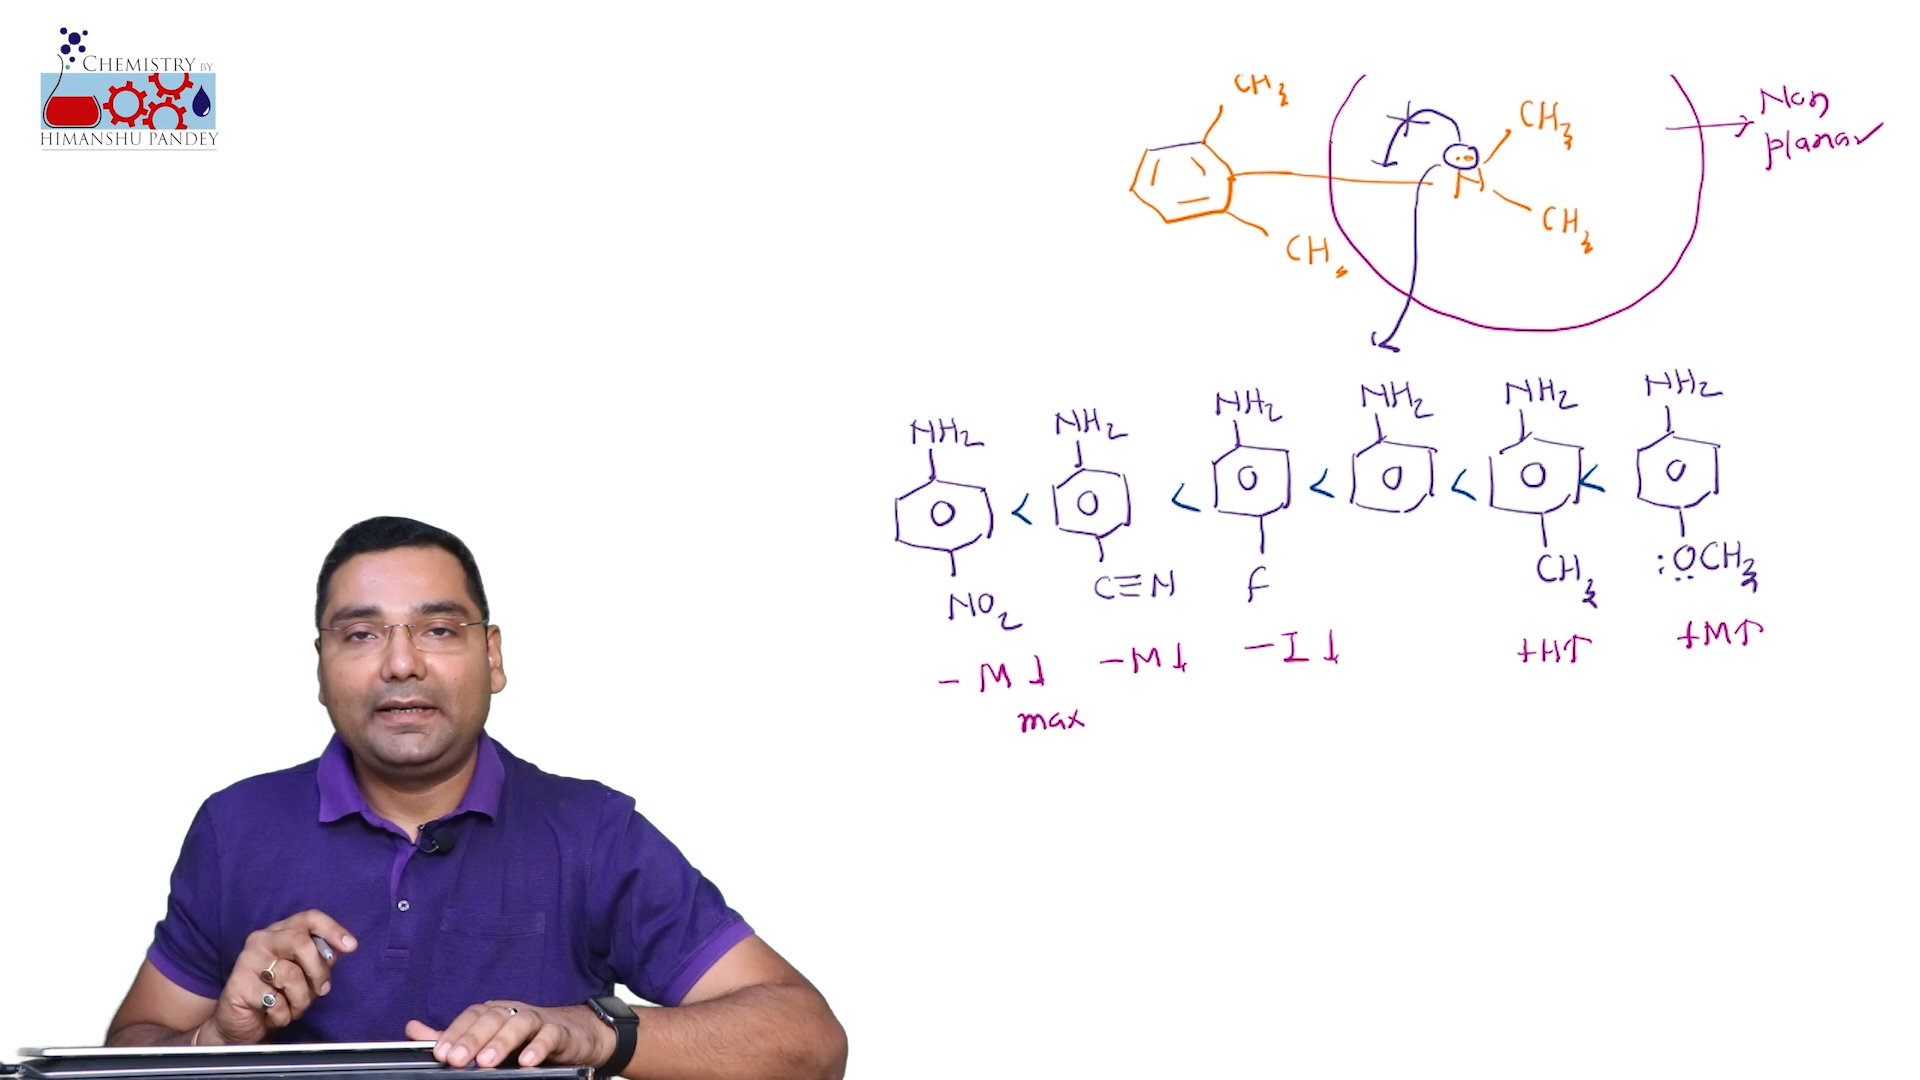 CHEMISTRY BY
HIMANSHU PANDEY
CH3
CH3
N
CH3
CH3
Non
planar
NH2 NH2 NH2 NH2 NH2 NH2
< < < < <
NO2 C≡N F CH3 :ÖCH3
-M↓ -M↓ -I↓ +H↑ +M↑
max